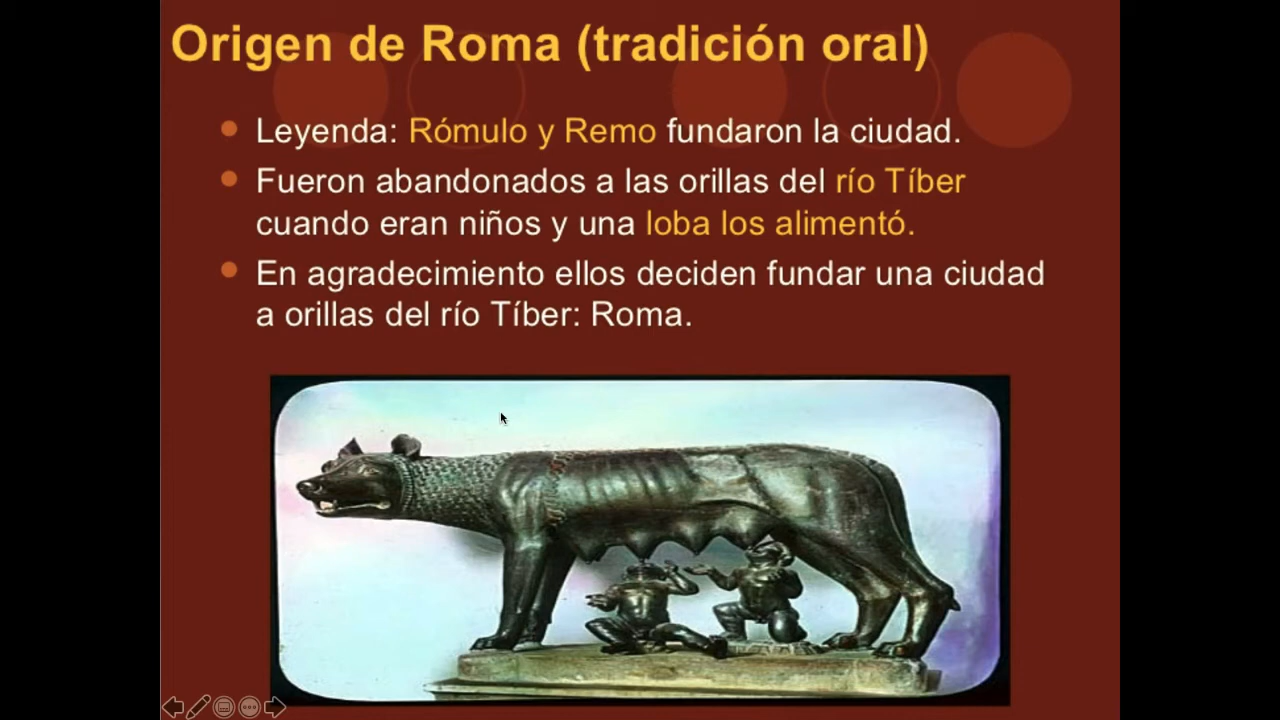 Origen de Roma (tradición oral)
Leyenda: Rómulo y Remo fundaron la ciudad.
Fueron abandonados a las orillas del río Tíber
cuando eran niños y una loba los alimentó.
En agradecimiento ellos deciden fundar una ciudad
a orillas del río Tíber: Roma.